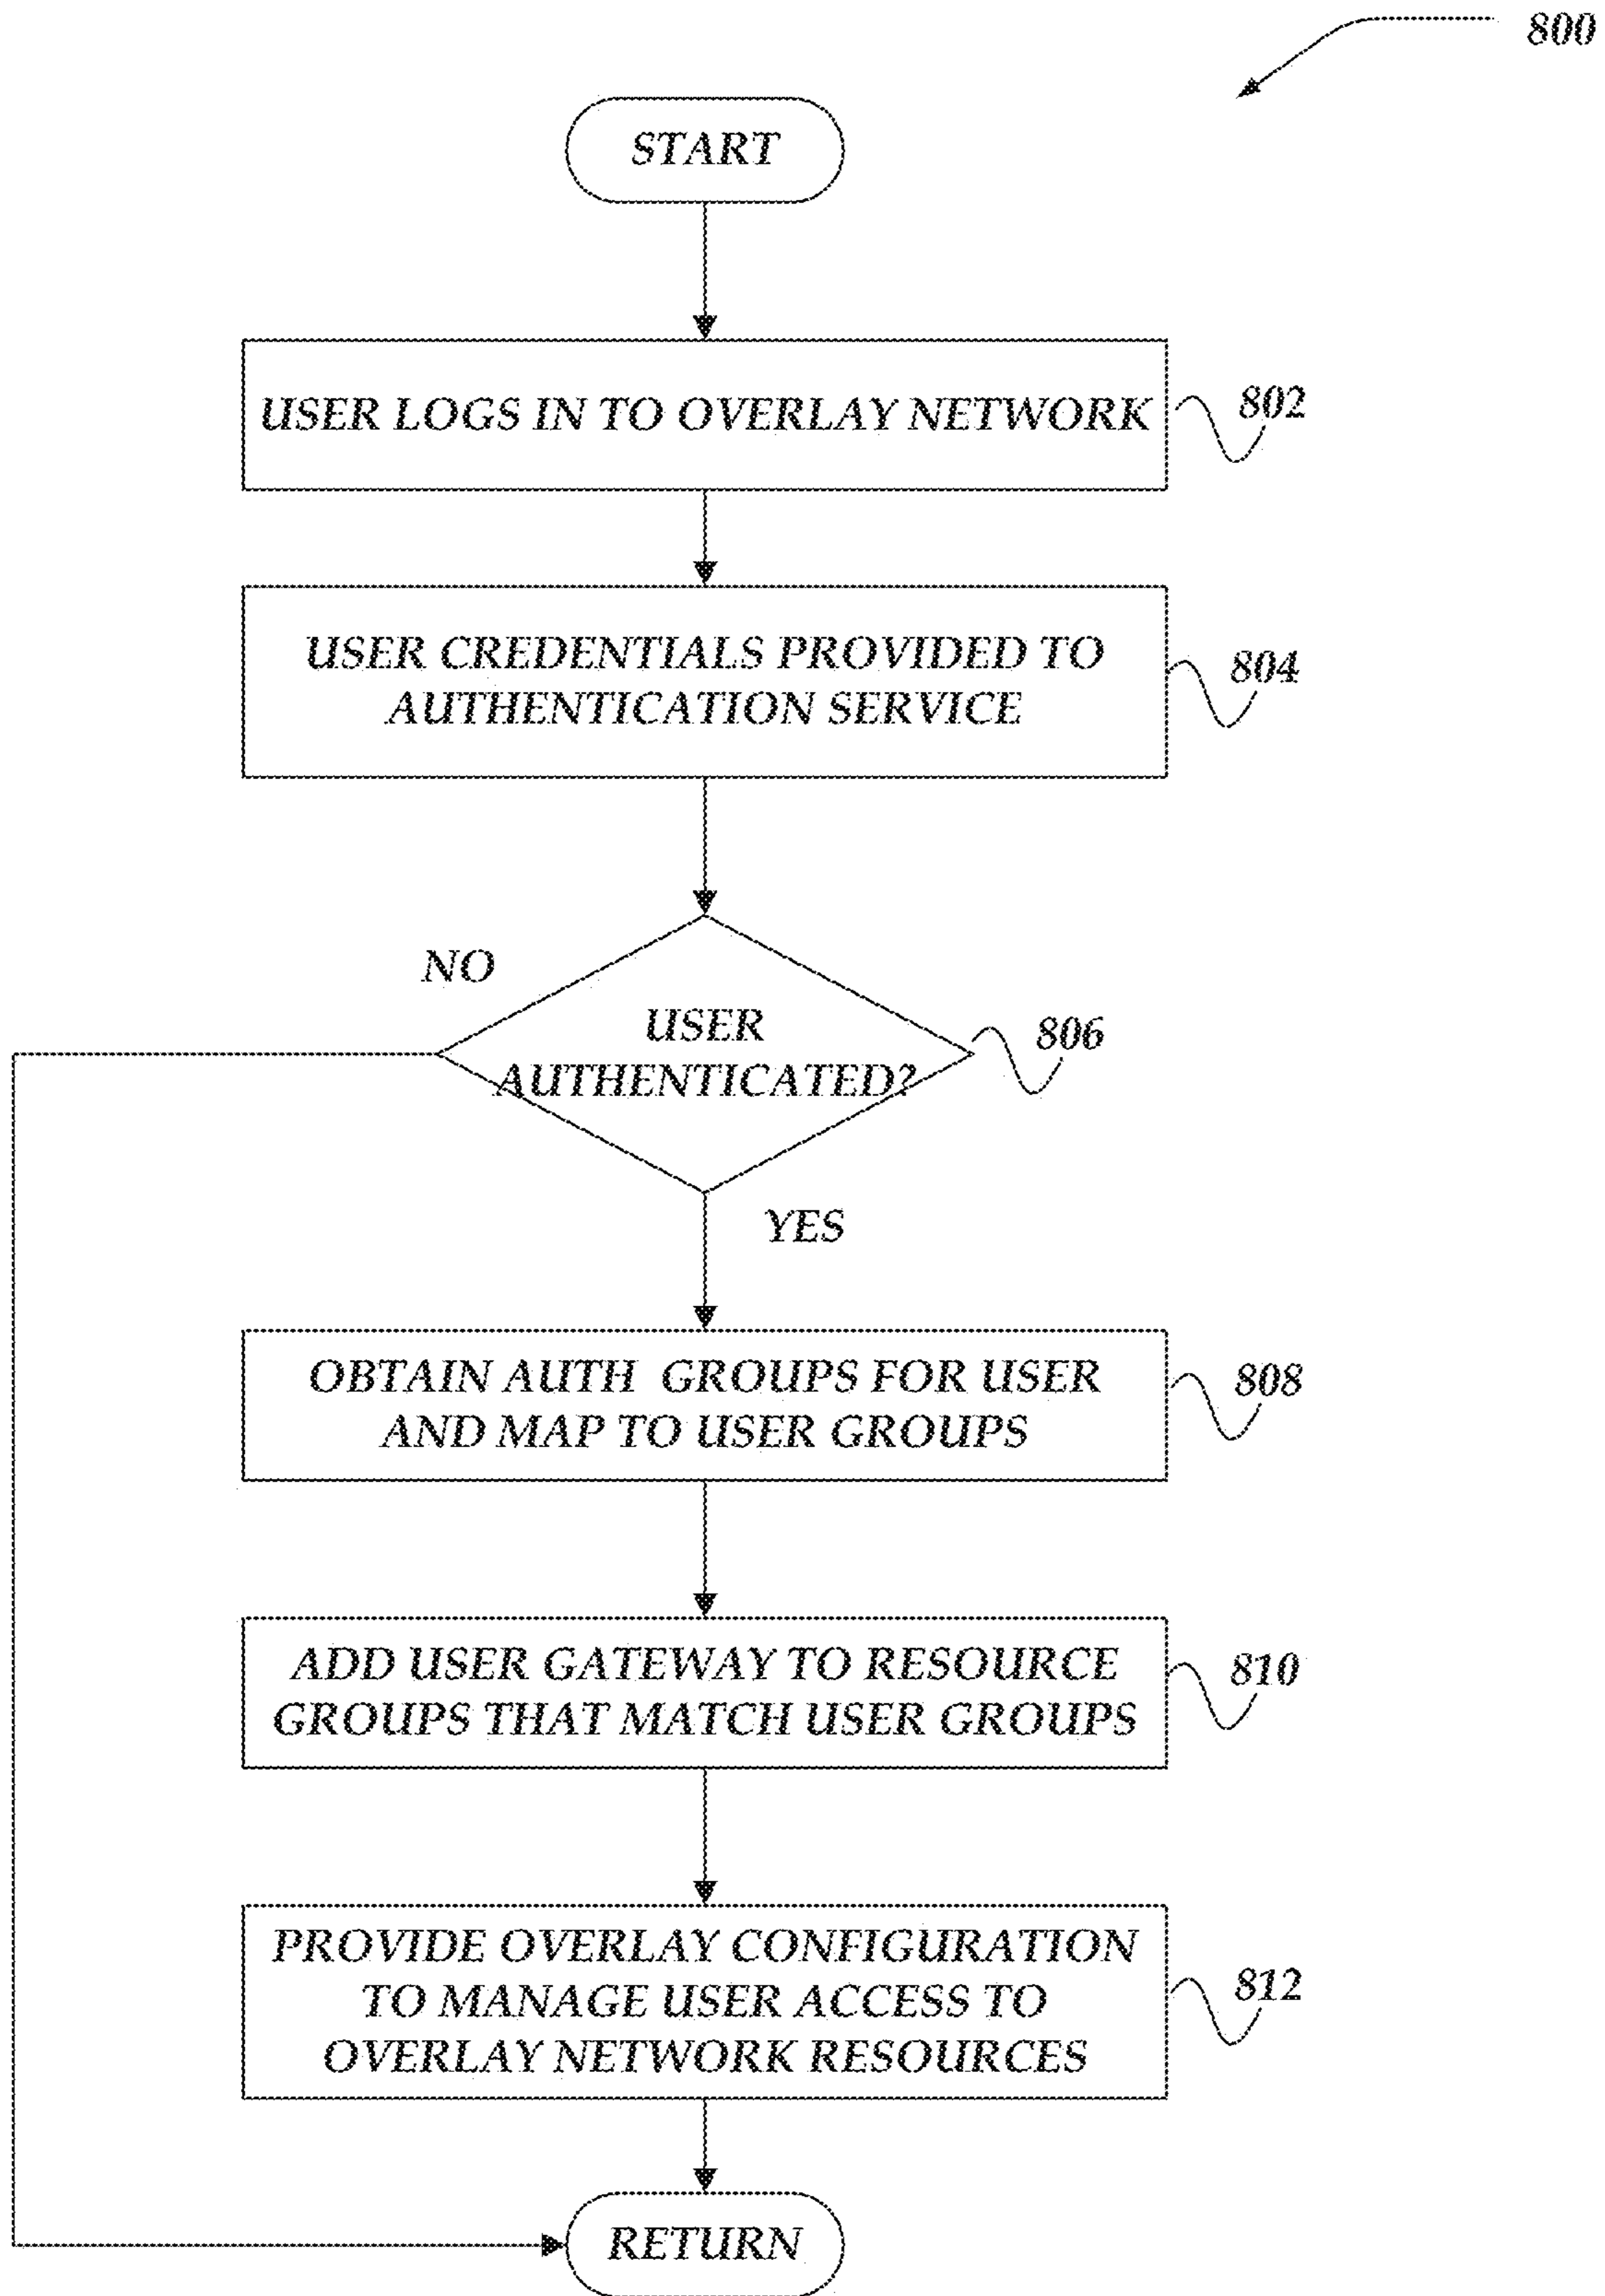 800
START
USER LOGS IN TO OVERLAY NETWORK
802
USER CREDENTIALS PROVIDED TO
AUTHENTICATION SERVICE
804
NO
USER
AUTHENTICATED?
806
YES
OBTAIN AUTH GROUPS FOR USER
AND MAP TO USER GROUPS
808
ADD USER GATEWAY TO RESOURCE
GROUPS THAT MATCH USER GROUPS
810
PROVIDE OVERLAY CONFIGURATION
TO MANAGE USER ACCESS TO
OVERLAY NETWORK RESOURCES
812
RETURN